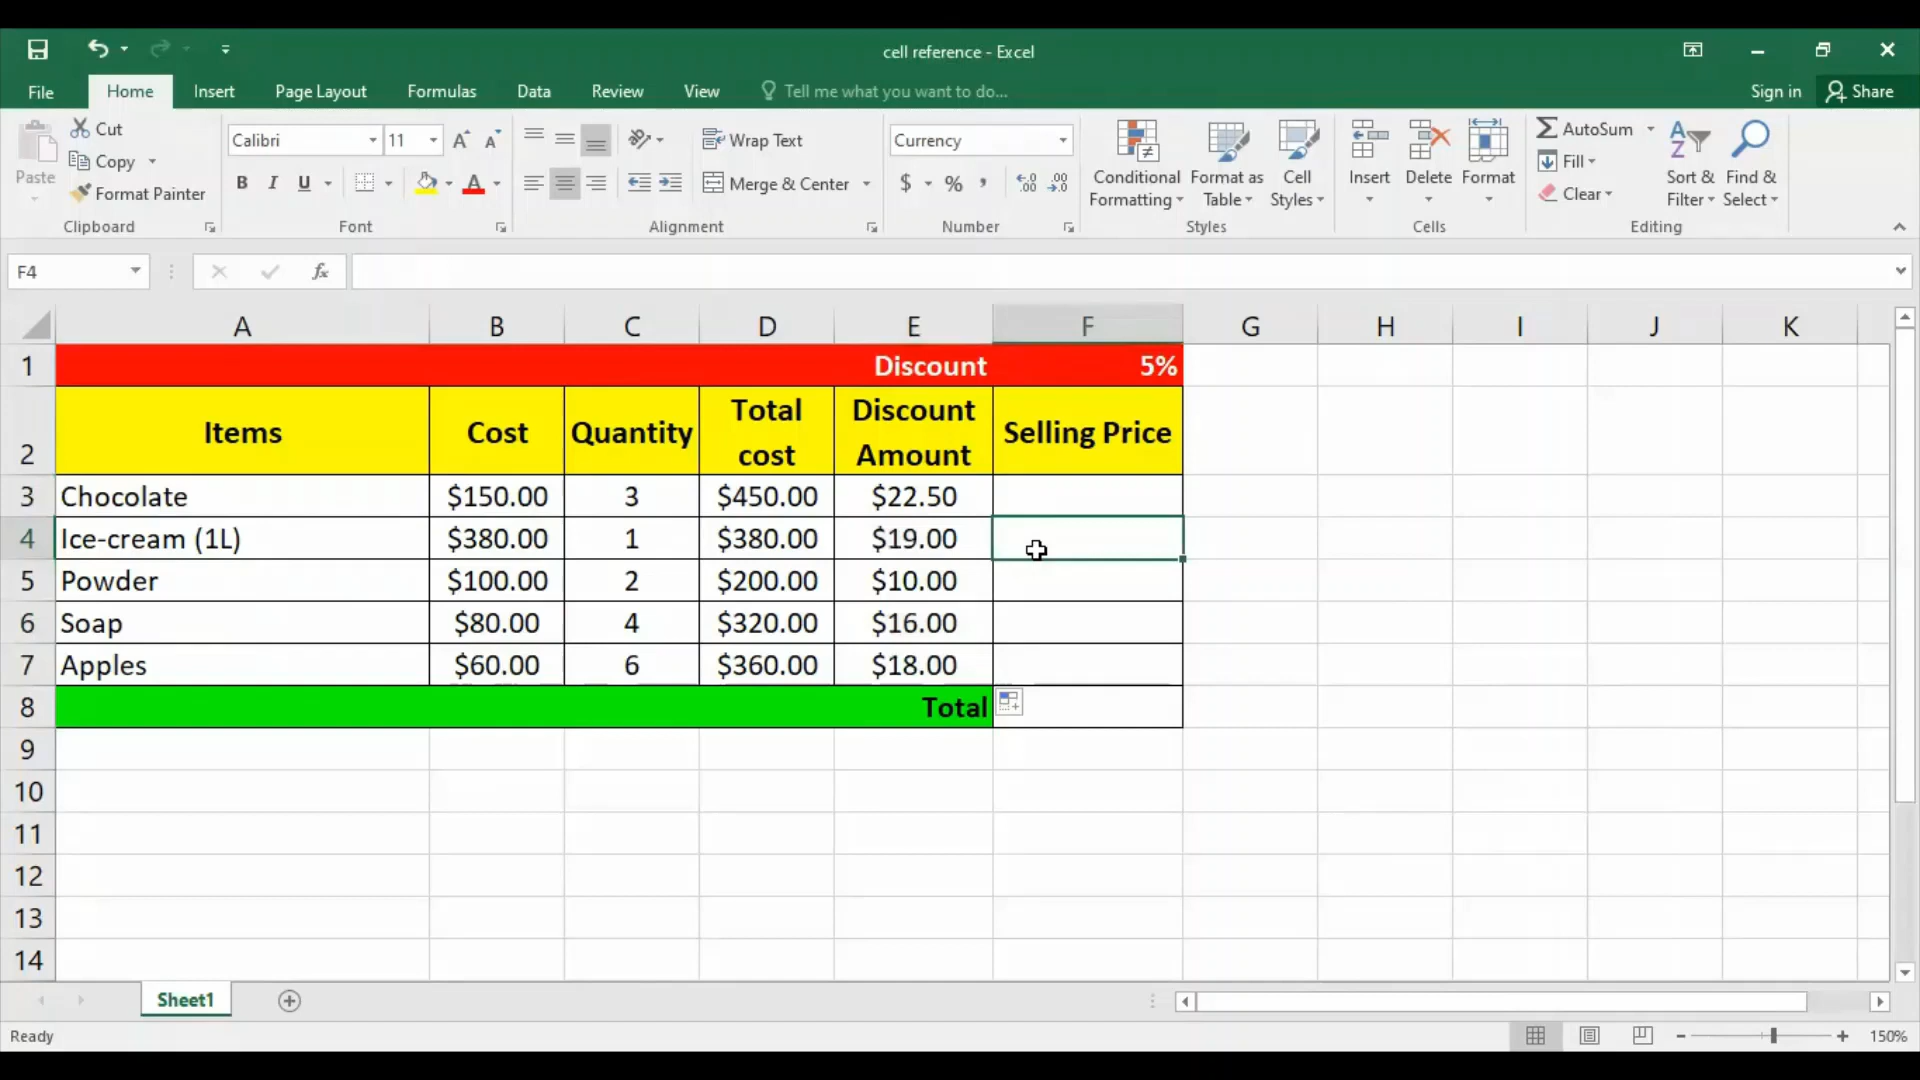 cell reference - Excel
File Home Insert Page Layout Formulas Data Review View Tell me what you want to do... Sign in Share
Paste Cut Copy Format Painter Clipboard
Calibri 11 A A B I U A Font
Wrap Text Merge & Center Alignment
Currency $ % , .00 .0 Number
Conditional Formatting Format as Table Cell Styles Styles
Insert Delete Format Cells
AutoSum Fill Clear Sort & Filter Find & Select Editing
F4 fx
A B C D E F G H I J K
1 Discount 5%
2 Items Cost Quantity Total cost Discount Amount Selling Price
3 Chocolate $150.00 3 $450.00 $22.50
4 Ice-cream (1L) $380.00 1 $380.00 $19.00
5 Powder $100.00 2 $200.00 $10.00
6 Soap $80.00 4 $320.00 $16.00
7 Apples $60.00 6 $360.00 $18.00
8 Total
9
10
11
12
13
14
Sheet1
Ready 150%